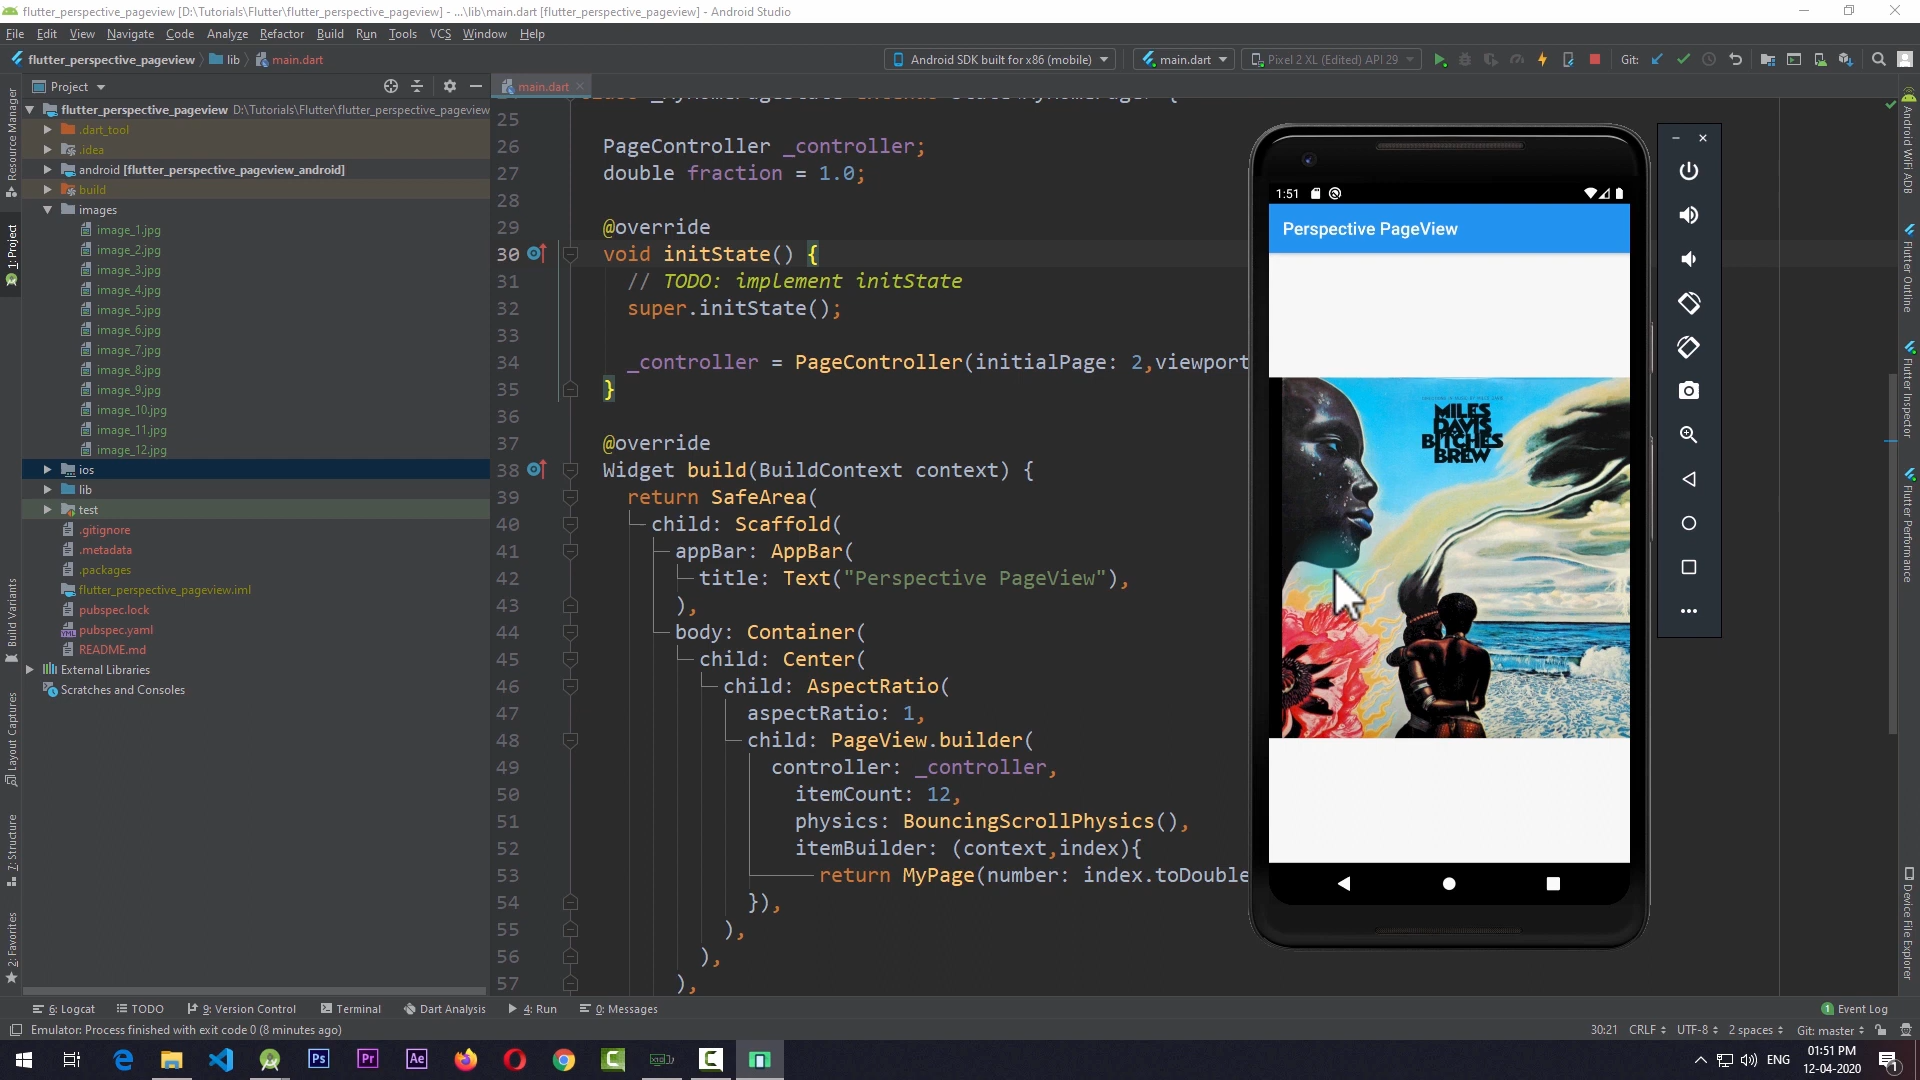 flutter_perspective_pageview [D:\Tutorials\Flutter\flutter_perspective_pageview] - ...\lib\main.dart [flutter_perspective_pageview] - Android Studio
File Edit View Navigate Code Analyze Refactor Build Run Tools VCS Window Help
flutter_perspective_pageview lib main.dart
Android SDK built for x86 (mobile) main.dart Pixel 2 XL (Edited) API 29 Git:
Project
main.dart
flutter_perspective_pageview D:\Tutorials\Flutter\flutter_perspective_pageview
.dart_tool
.idea
android [flutter_perspective_pageview_android]
build
images
image_1.jpg
image_2.jpg
image_3.jpg
image_4.jpg
image_5.jpg
image_6.jpg
image_7.jpg
image_8.jpg
image_9.jpg
image_10.jpg
image_11.jpg
image_12.jpg
ios
lib
test
.gitignore
.metadata
.packages
flutter_perspective_pageview.iml
pubspec.lock
pubspec.yaml
README.md
External Libraries
Scratches and Consoles
Resource Manager
1: Project
Build Variants
Layout Captures
7: Structure
2: Favorites
25
26 PageController _controller;
27 double fraction = 1.0;
28
29 @override
30 void initState() {
31 // TODO: implement initState
32 super.initState();
33
34 _controller = PageController(initialPage: 2,viewport
35 }
36
37 @override
38 Widget build(BuildContext context) {
39 return SafeArea(
40 child: Scaffold(
41 appBar: AppBar(
42 title: Text("Perspective PageView"),
43 ),
44 body: Container(
45 child: Center(
46 child: AspectRatio(
47 aspectRatio: 1,
48 child: PageView.builder(
49 controller: _controller,
50 itemCount: 12,
51 physics: BouncingScrollPhysics(),
52 itemBuilder: (context,index){
53 return MyPage(number: index.toDouble
54 }),
55 ),
56 ),
57 ),
1:51
Perspective PageView
MILES
DAVIS
BITCHES
BREW
Android WiFi ADB
Flutter Outline
Flutter Inspector
Flutter Performance
Device File Explorer
6: Logcat TODO 9: Version Control Terminal Dart Analysis 4: Run 0: Messages 1 Event Log
Emulator: Process finished with exit code 0 (8 minutes ago) 30:21 CRLF UTF-8 2 spaces Git: master
Ps Pr Ae
ENG
01:51 PM
12-04-2020
1